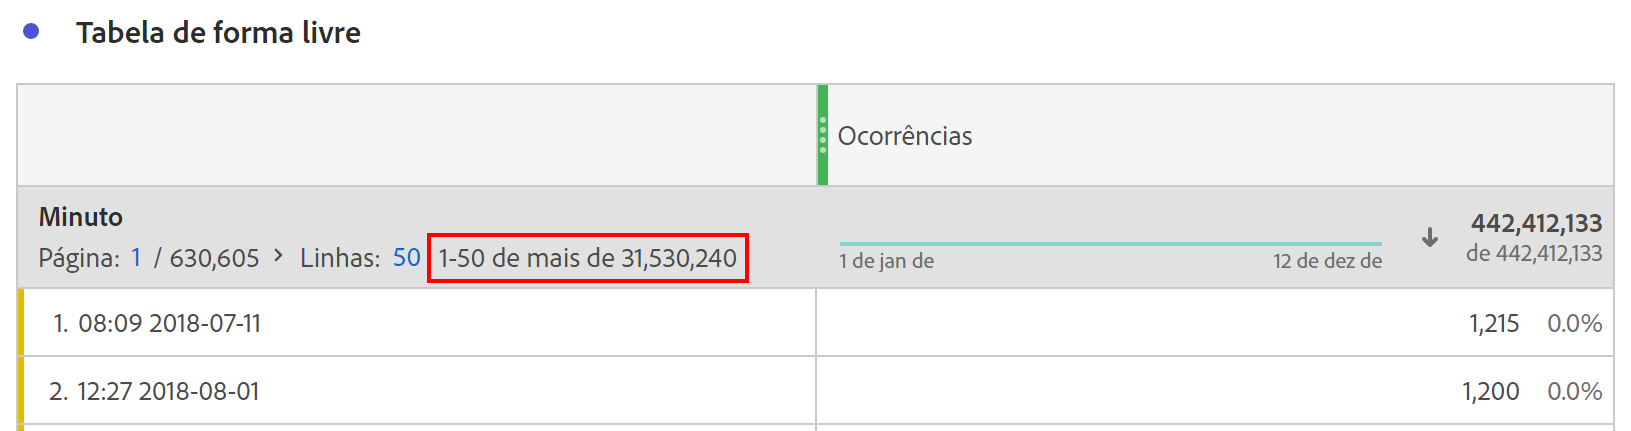 Tabela de forma livre
Ocorrências
Minuto
Página: 1 / 630,605 > Linhas: 50 1-50 de mais de 31,530,240
1 de jan de
12 de dez de
442,412,133
de 442,412,133
1. 08:09 2018-07-11 1,215 0.0%
2. 12:27 2018-08-01 1,200 0.0%